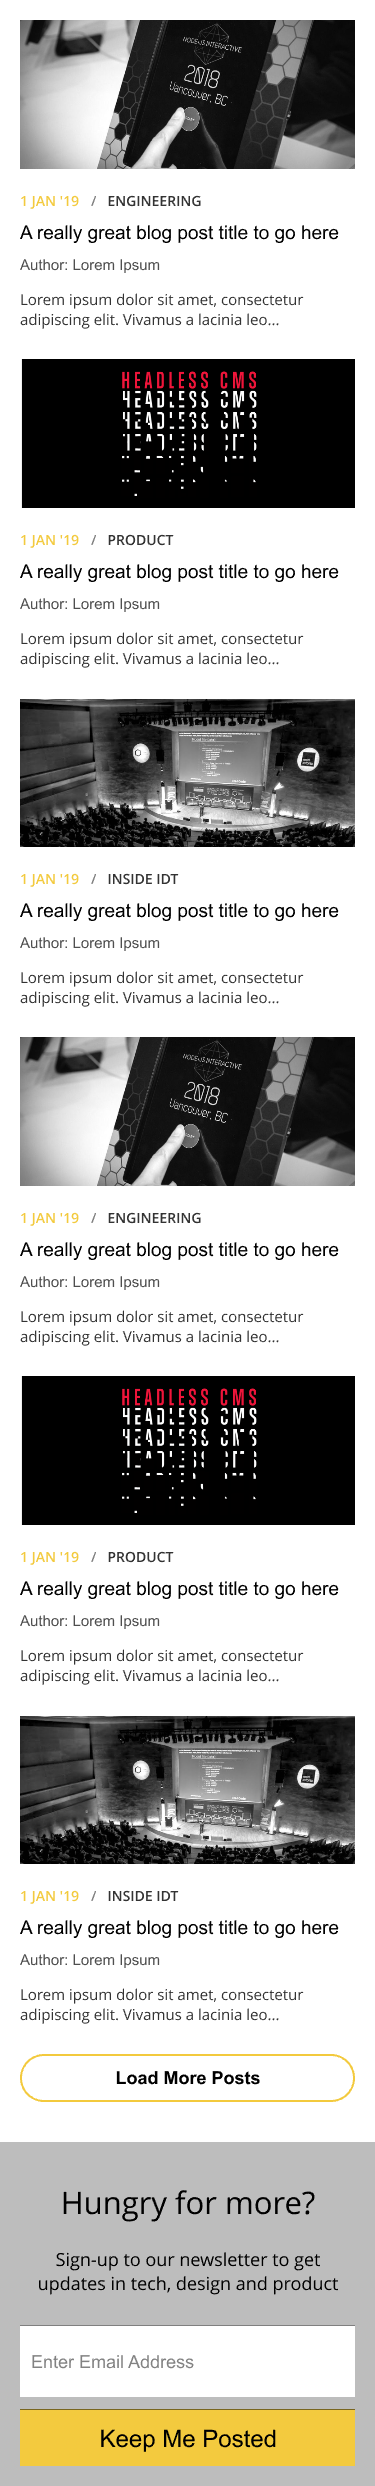 NODE+JS INTERACTIVE
2018
Vancouver, BC
1 JAN '19 / ENGINEERING
A really great blog post title to go here
Author: Lorem Ipsum
Lorem ipsum dolor sit amet, consectetur
adipiscing elit. Vivamus a lacinia leo...
HEADLESS CMS
HEADLESS CMS
HEADLESS CMS
1 JAN '19 / PRODUCT
A really great blog post title to go here
Author: Lorem Ipsum
Lorem ipsum dolor sit amet, consectetur
adipiscing elit. Vivamus a lacinia leo...
1 JAN '19 / INSIDE IDT
A really great blog post title to go here
Author: Lorem Ipsum
Lorem ipsum dolor sit amet, consectetur
adipiscing elit. Vivamus a lacinia leo...
NODE+JS INTERACTIVE
2018
Vancouver, BC
1 JAN '19 / ENGINEERING
A really great blog post title to go here
Author: Lorem Ipsum
Lorem ipsum dolor sit amet, consectetur
adipiscing elit. Vivamus a lacinia leo...
HEADLESS CMS
HEADLESS CMS
HEADLESS CMS
1 JAN '19 / PRODUCT
A really great blog post title to go here
Author: Lorem Ipsum
Lorem ipsum dolor sit amet, consectetur
adipiscing elit. Vivamus a lacinia leo...
1 JAN '19 / INSIDE IDT
A really great blog post title to go here
Author: Lorem Ipsum
Lorem ipsum dolor sit amet, consectetur
adipiscing elit. Vivamus a lacinia leo...
Load More Posts
Hungry for more?
Sign-up to our newsletter to get
updates in tech, design and product
Enter Email Address
Keep Me Posted